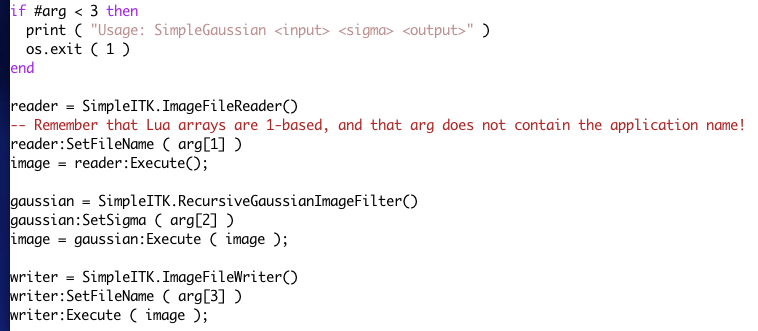 if #arg < 3 then
  print ( "Usage: SimpleGaussian <input> <sigma> <output>" )
  os.exit ( 1 )
end

reader = SimpleITK.ImageFileReader()
-- Remember that Lua arrays are 1-based, and that arg does not contain the application name!
reader:SetFileName ( arg[1] )
image = reader:Execute();

gaussian = SimpleITK.RecursiveGaussianImageFilter()
gaussian:SetSigma ( arg[2] )
image = gaussian:Execute ( image );

writer = SimpleITK.ImageFileWriter()
writer:SetFileName ( arg[3] )
writer:Execute ( image );